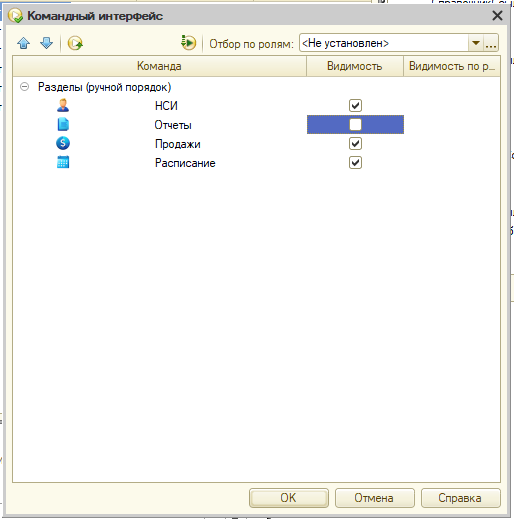 Командный интерфейс
Отбор по ролям: <Не установлен>
Команда Видимость Видимость по р...
Разделы (ручной порядок)
НСИ
Отчеты
Продажи
Расписание
OK Отмена Справка